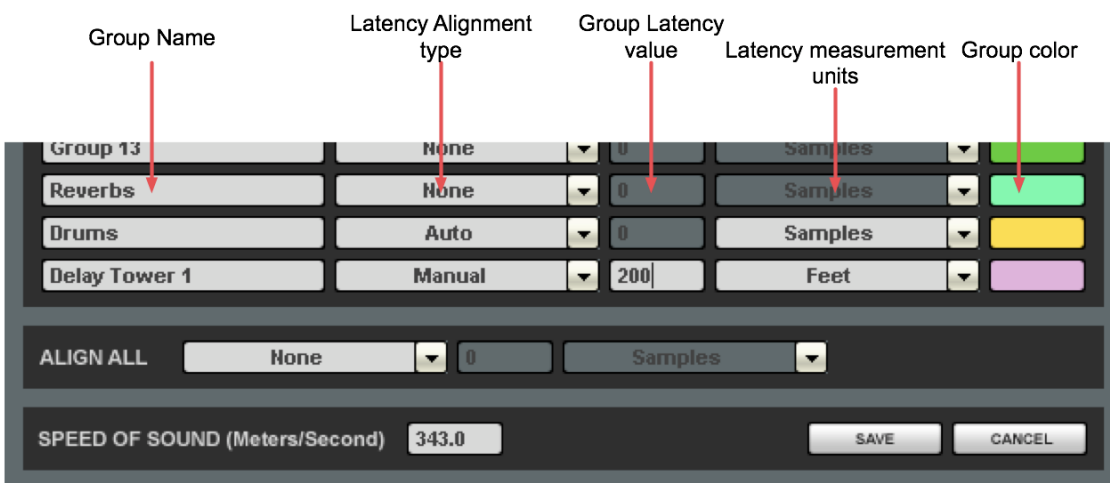 Group Name
Latency Alignment
type
Group Latency
value
Latency measurement
units
Group color
Group 13 None 0 Samples
Reverbs None 0 Samples
Drums Auto 0 Samples
Delay Tower 1 Manual 200 Feet
ALIGN ALL None 0 Samples
SPEED OF SOUND (Meters/Second) 343.0 SAVE CANCEL